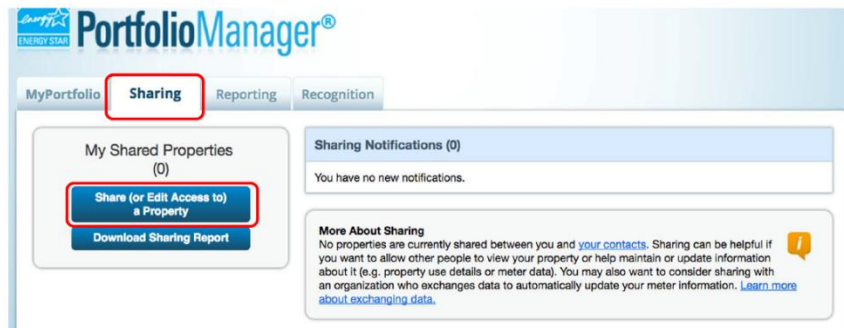 energy
ENERGY STAR
PortfolioManager®
MyPortfolio Sharing Reporting Recognition
My Shared Properties
(0)
Share (or Edit Access to)
a Property
Download Sharing Report
Sharing Notifications (0)
You have no new notifications.
More About Sharing
No properties are currently shared between you and your contacts. Sharing can be helpful if
you want to allow other people to view your property or help maintain or update information
about it (e.g. property use details or meter data). You may also want to consider sharing with
an organization who exchanges data to automatically update your meter information. Learn more
about exchanging data.
i